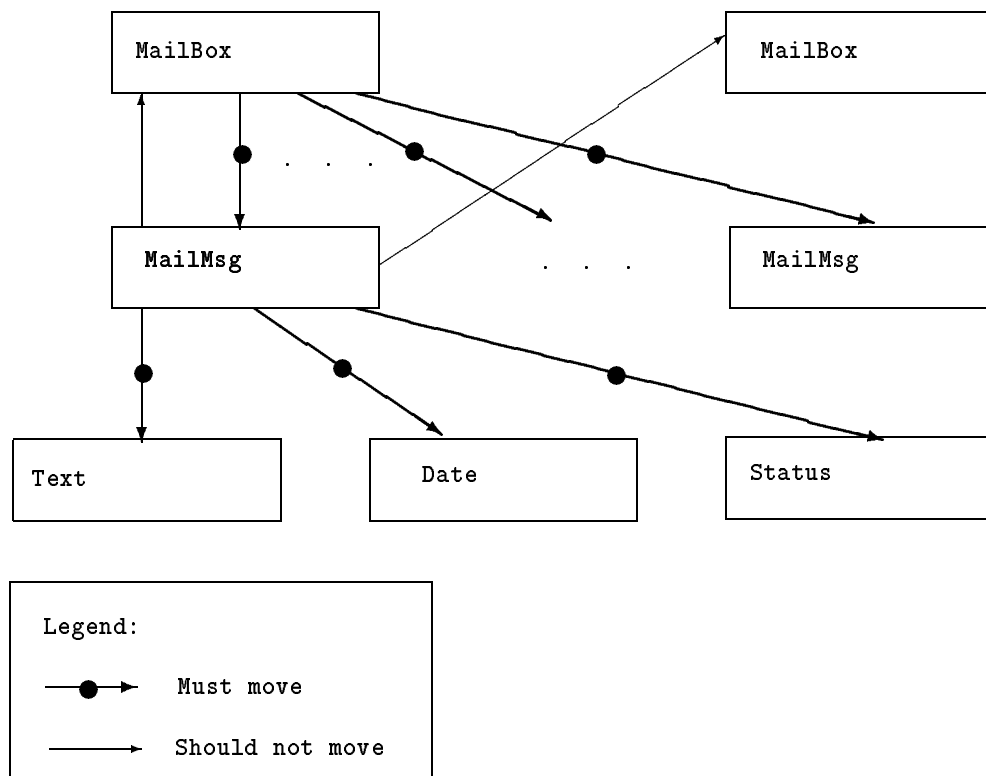 MailBox
MailBox
. . .
MailMsg
. . .
MailMsg
Text
Date
Status
Legend:
Must move
Should not move